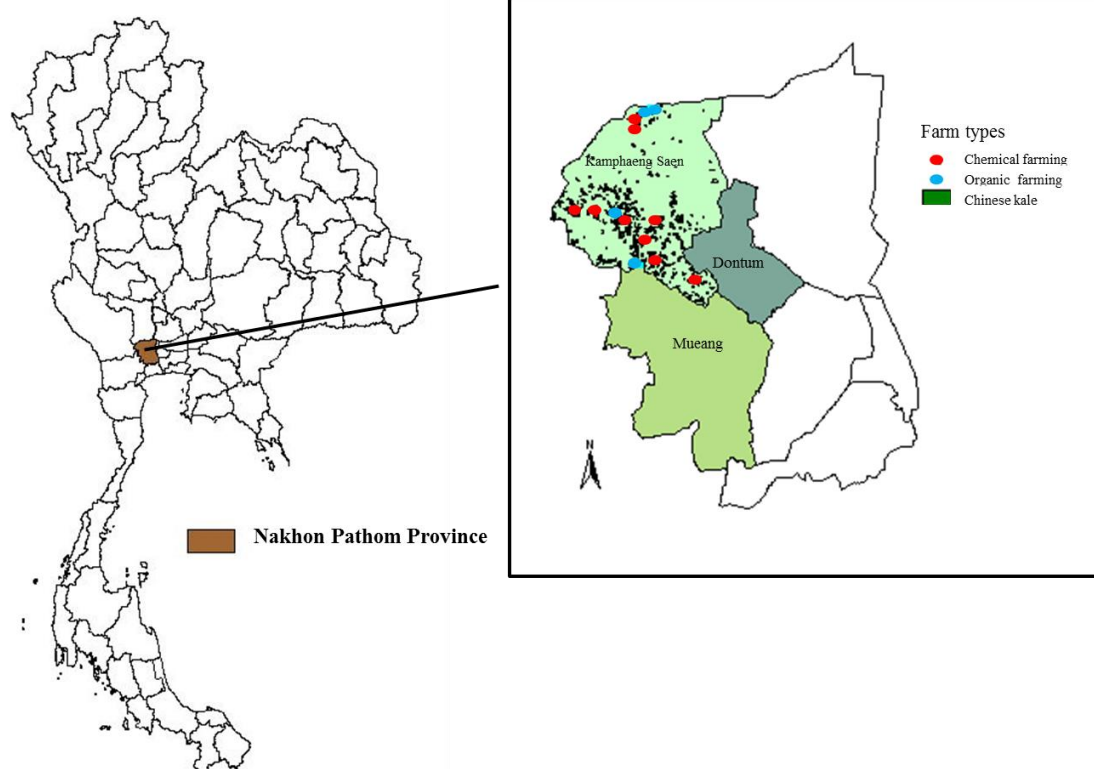 Nakhon Pathom Province
Kamphaeng Saen
Dontum
Mueang
N
Farm types
Chemical farming
Organic farming
Chinese kale